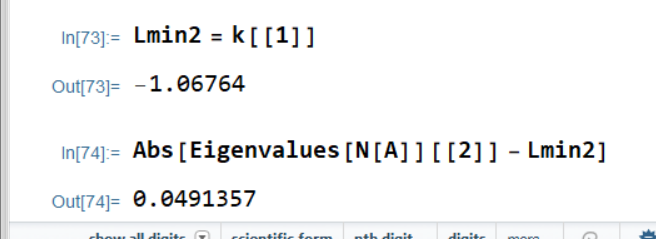 In[73]:= Lmin2 = k[[1]]
Out[73]= -1.06764
In[74]:= Abs[Eigenvalues[N[A]][[2]] - Lmin2]
Out[74]= 0.0491357
show all digits scientific form nth digit digits more